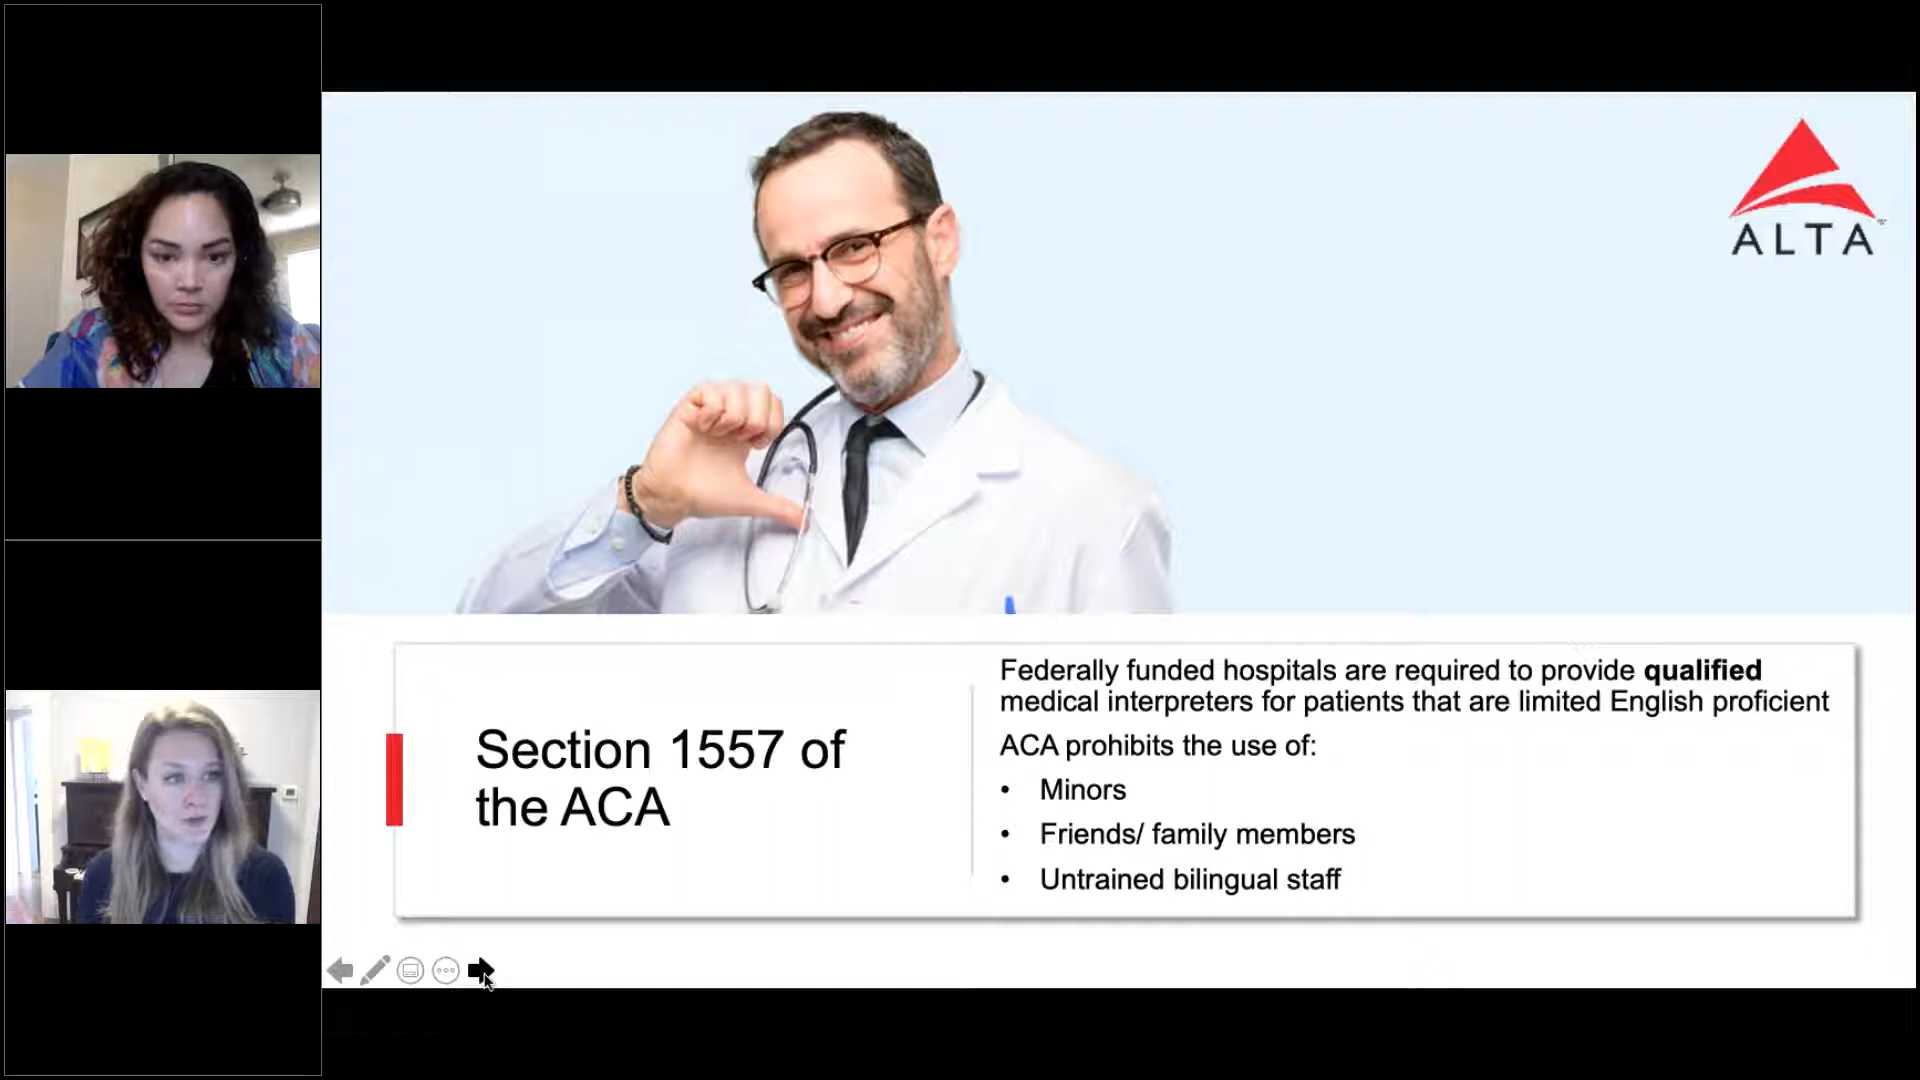 ALTA
Section 1557 of
the ACA
Federally funded hospitals are required to provide qualified
medical interpreters for patients that are limited English proficient
ACA prohibits the use of:
• Minors
• Friends/ family members
• Untrained bilingual staff